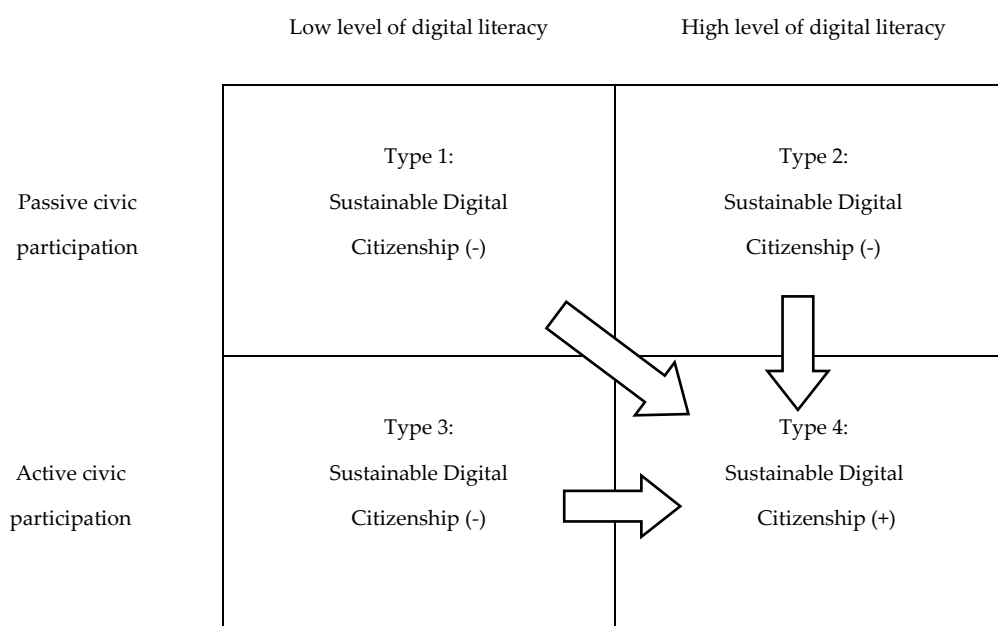 Low level of digital literacy
High level of digital literacy
Type 1:
Sustainable Digital
Citizenship (-)
Type 2:
Sustainable Digital
Citizenship (-)
Passive civic
participation
Type 3:
Sustainable Digital
Citizenship (-)
Type 4:
Sustainable Digital
Citizenship (+)
Active civic
participation